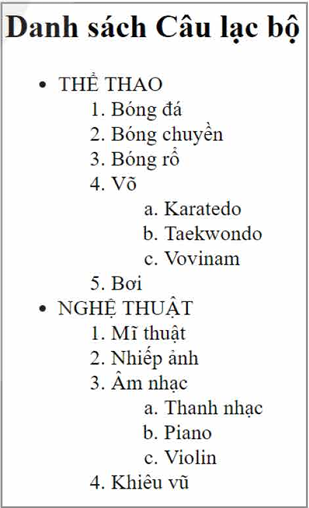 Danh sách Câu lạc bộ
• THỂ THAO
1. Bóng đá
2. Bóng chuyền
3. Bóng rổ
4. Võ
a. Karatedo
b. Taekwondo
c. Vovinam
5. Bơi
• NGHỆ THUẬT
1. Mĩ thuật
2. Nhiếp ảnh
3. Âm nhạc
a. Thanh nhạc
b. Piano
c. Violin
4. Khiêu vũ